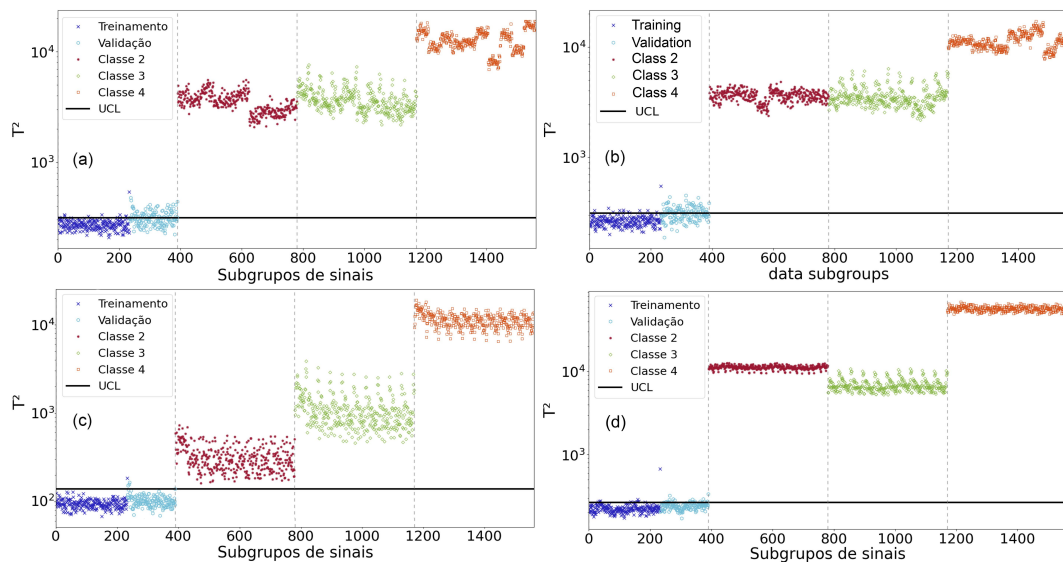 Treinamento
Validação
Classe 2
Classe 3
Classe 4
UCL
(a)
T²
10⁴
10³
0 200 400 600 800 1000 1200 1400
Subgrupos de sinais
Training
Validation
Class 2
Class 3
Class 4
UCL
(b)
T²
10⁴
10³
0 200 400 600 800 1000 1200 1400
data subgroups
Treinamento
Validação
Classe 2
Classe 3
Classe 4
UCL
(c)
T²
10⁴
10³
10²
0 200 400 600 800 1000 1200 1400
Subgrupos de sinais
Treinamento
Validação
Classe 2
Classe 3
Classe 4
UCL
(d)
T²
10⁴
10³
0 200 400 600 800 1000 1200 1400
Subgrupos de sinais